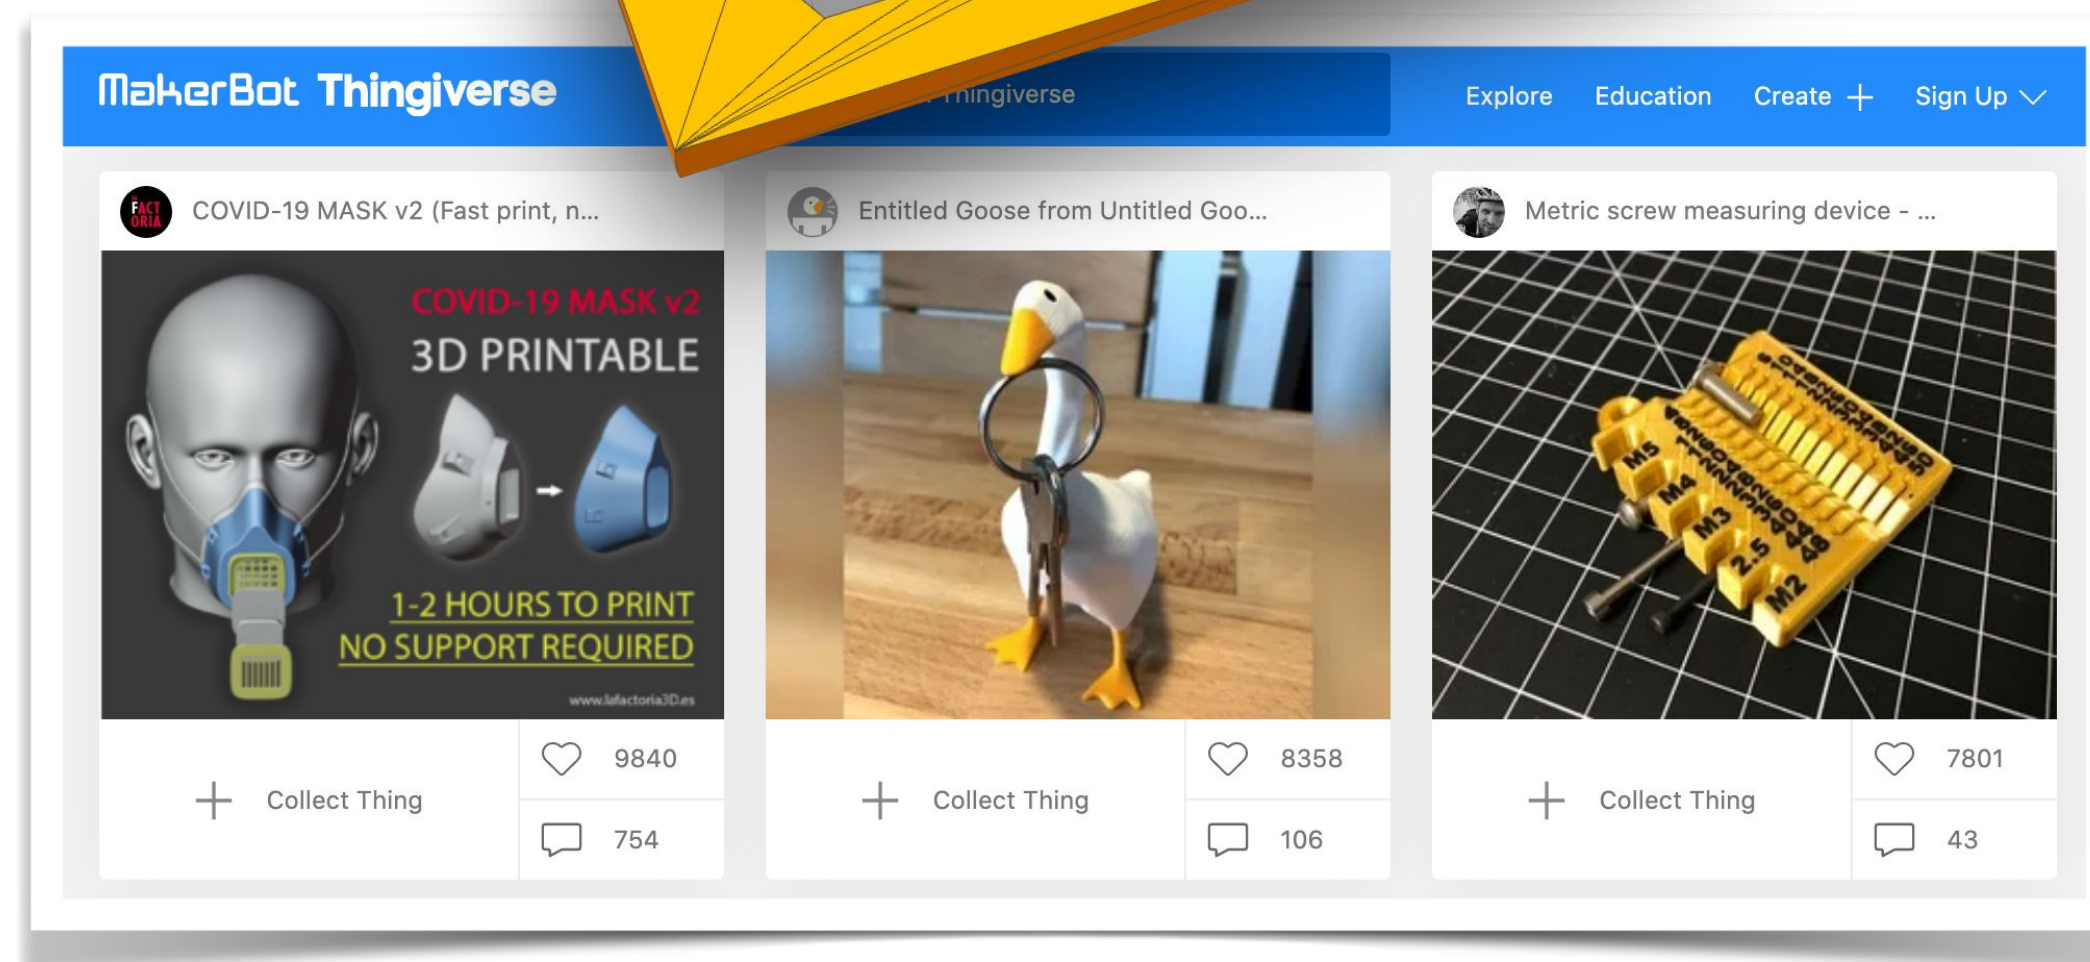 MakerBot Thingiverse
Thingiverse
Explore Education Create Sign Up
FACT
ORIA
COVID-19 MASK v2 (Fast print, n...
COVID-19 MASK v2
3D PRINTABLE
1-2 HOURS TO PRINT
NO SUPPORT REQUIRED
www.lafactoria3D.es
Collect Thing
9840
754
Entitled Goose from Untitled Goo...
Collect Thing
8358
106
Metric screw measuring device - ...
M5
M4
M3
2.5
M2
Collect Thing
7801
43